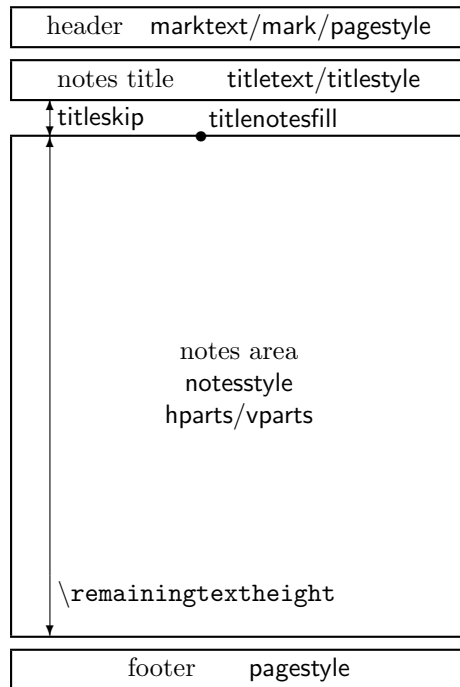 header marktext/mark/pagestyle
notes title titletext/titlestyle
titleskip titlenotesfill
notes area
notesstyle
hparts/vparts
\remainingtextheight
footer pagestyle